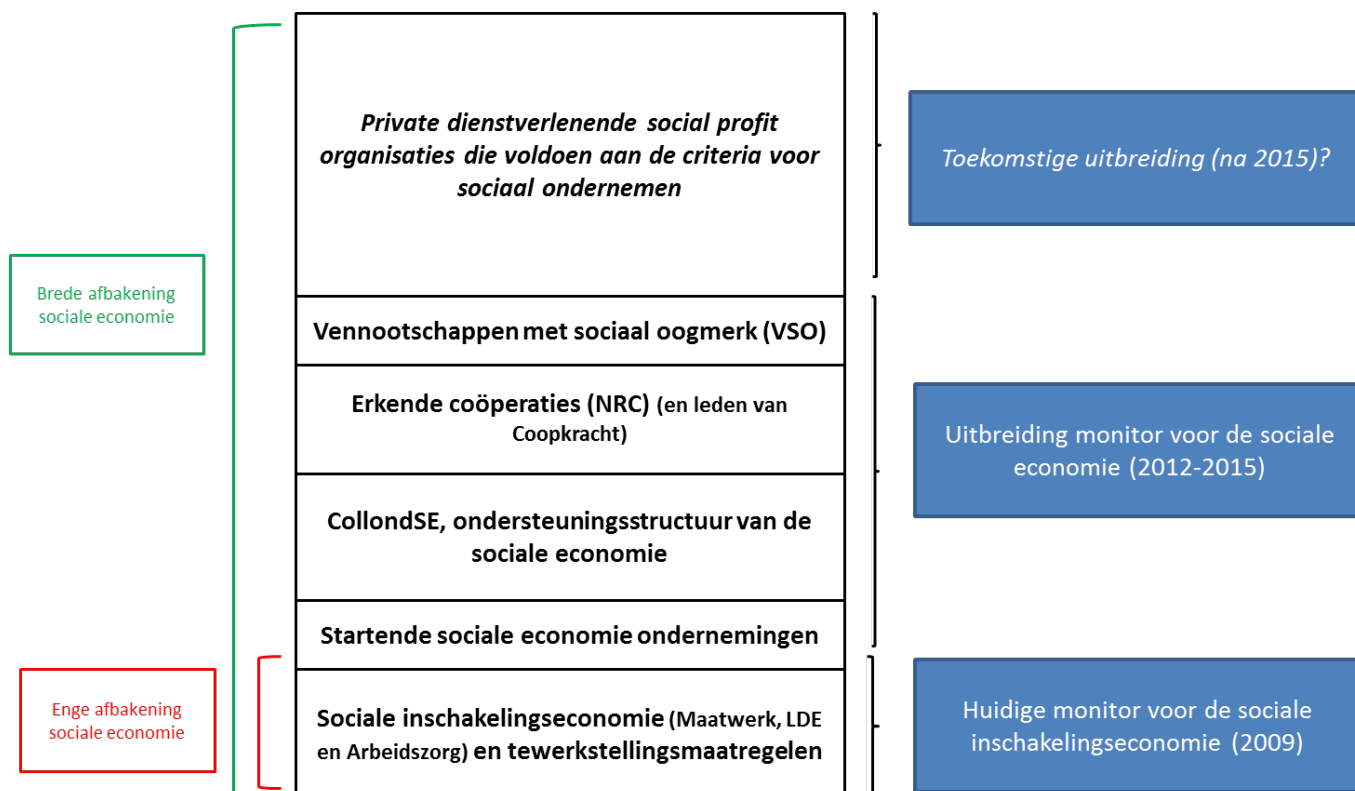 Private dienstverlenende social profit
organisaties die voldoen aan de criteria voor
sociaal ondernemen
Toekomstige uitbreiding (na 2015)?
Brede afbakening
sociale economie
Vennootschappen met sociaal oogmerk (VSO)
Erkende coöperaties (NRC) (en leden van
Coopkracht)
Uitbreiding monitor voor de sociale
economie (2012-2015)
CollondSE, ondersteuningsstructuur van de
sociale economie
Startende sociale economie ondernemingen
Enge afbakening
sociale economie
Sociale inschakelingseconomie (Maatwerk, LDE
en Arbeidszorg) en tewerkstellingsmaatregelen
Huidige monitor voor de sociale
inschakelingseconomie (2009)